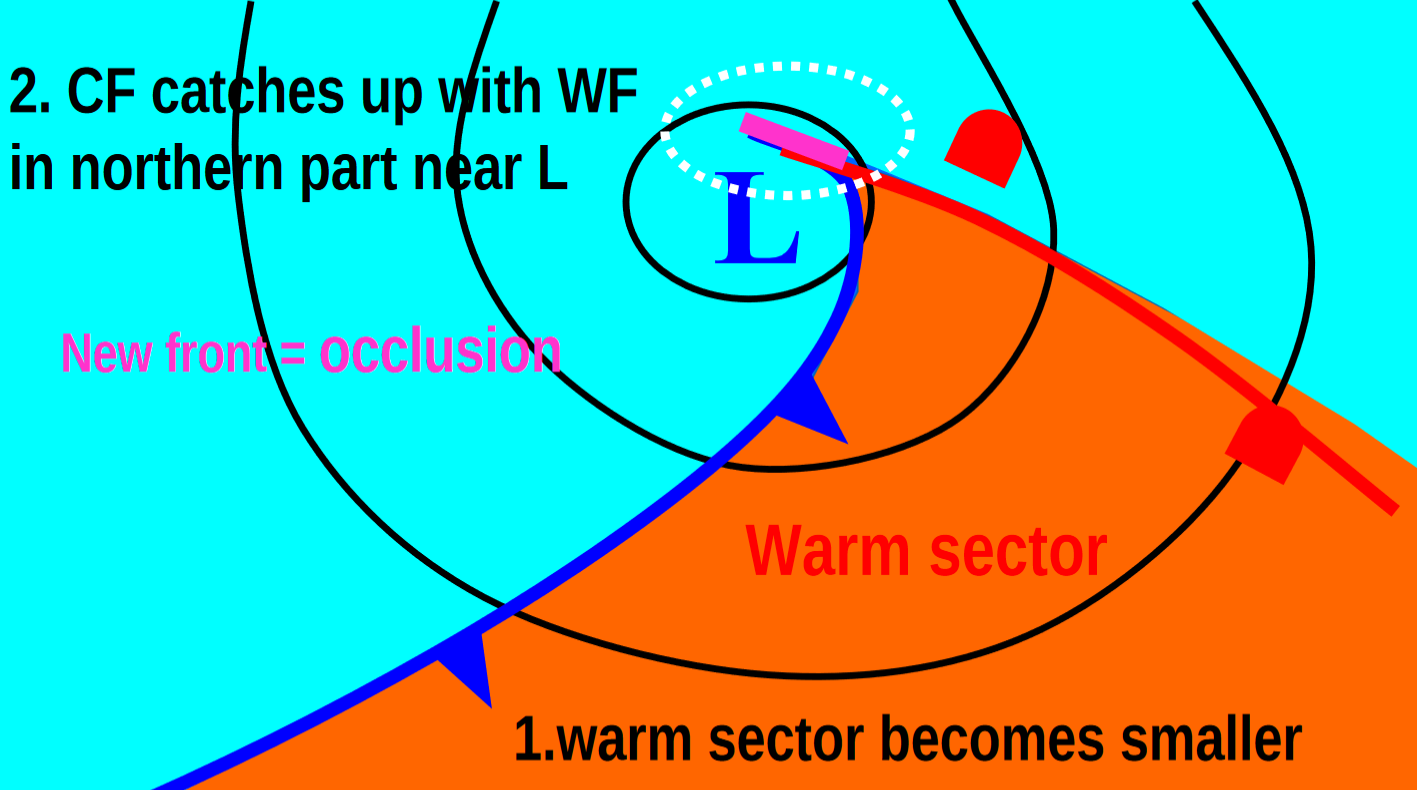 2. CF catches up with WF
in northern part near L
L
New front = occlusion
Warm sector
1.warm sector becomes smaller